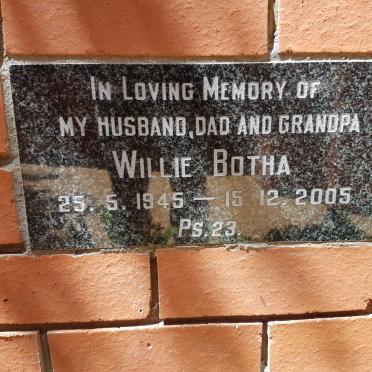 In Loving Memory of
my husband, dad and grandpa
Willie Botha
25. 5. 1945 — 15 12. 2005
Ps. 23.